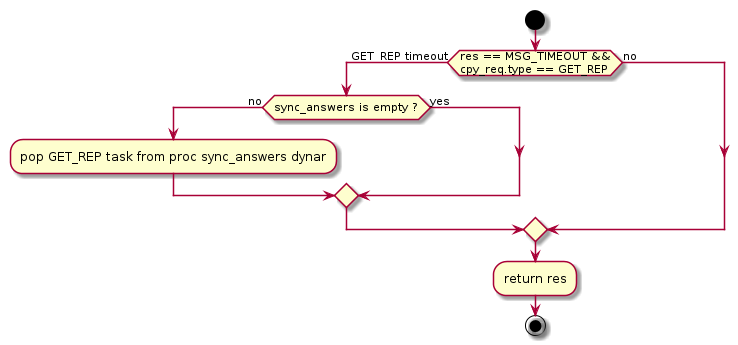 GET_REP timeout
res == MSG_TIMEOUT &&
cpy_req.type == GET_REP
no
no
sync_answers is empty ?
yes
pop GET_REP task from proc sync_answers dynar
return res